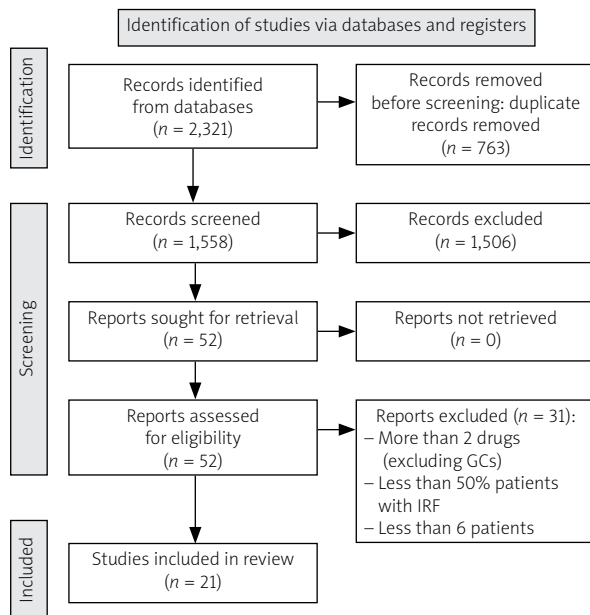 Identification of studies via databases and registers
Identification
Records identified
from databases
(n = 2,321)
Records removed
before screening: duplicate
records removed
(n = 763)
Screening
Records screened
(n = 1,558)
Records excluded
(n = 1,506)
Reports sought for retrieval
(n = 52)
Reports not retrieved
(n = 0)
Reports assessed
for eligibility
(n = 52)
Reports excluded (n = 31):
– More than 2 drugs
(excluding GCs)
– Less than 50% patients
with IRF
– Less than 6 patients
Included
Studies included in review
(n = 21)